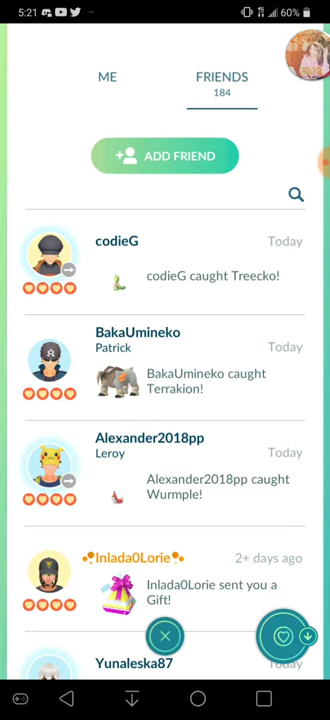 5:21
60%
ME
FRIENDS
184
ADD FRIEND
codieG
Today
codieG caught Treecko!
BakaUmineko
Patrick
Today
BakaUmineko caught
Terrakion!
Alexander2018pp
Leroy
Today
Alexander2018pp caught
Wurmple!
Inlada0Lorie
2+ days ago
Inlada0Lorie sent you a
Gift!
Yunaleska87
Today